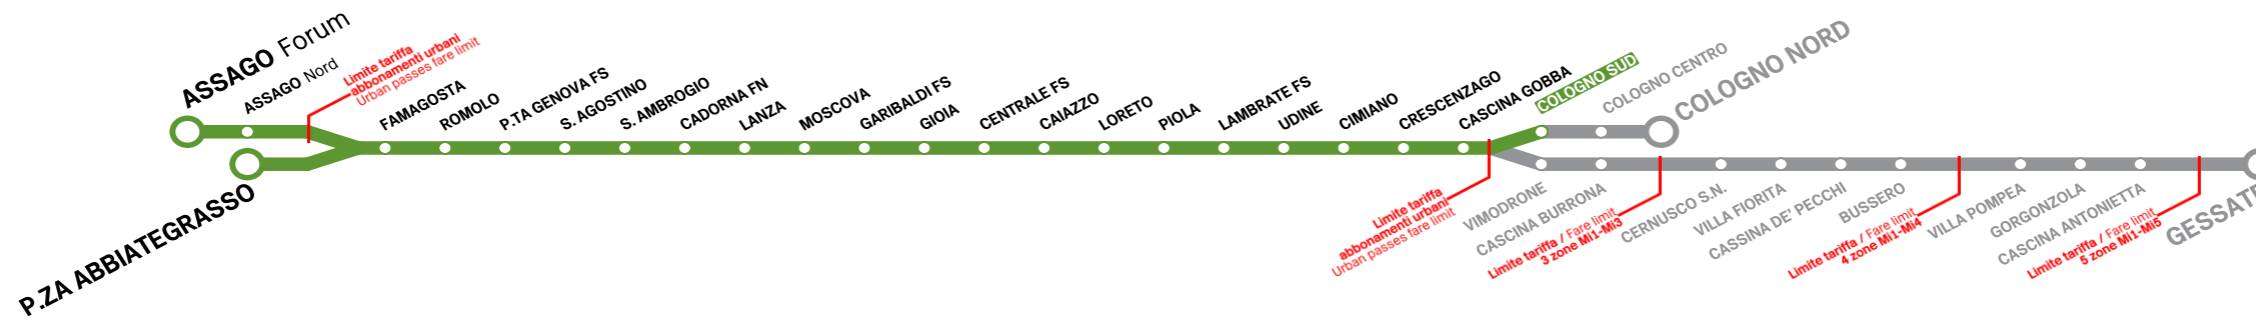 ASSAGO Forum
ASSAGO Nord
Limite tariffa
abbonamenti urbani
Urban passes fare limit
P.ZA ABBIATEGRASSO
FAMAGOSTA
ROMOLO
P.TA GENOVA FS
S. AGOSTINO
S. AMBROGIO
CADORNA FN
LANZA
MOSCOVA
GARIBALDI FS
GIOIA
CENTRALE FS
CAIAZZO
LORETO
PIOLA
LAMBRATE FS
UDINE
CIMIANO
CRESCENZAGO
CASCINA GOBBA
Limite tariffa
abbonamenti urbani
Urban passes fare limit
COLOGNO SUD
COLOGNO CENTRO
COLOGNO NORD
VIMODRONE
CASCINA BURRONA
Limite tariffa / Fare limit
3 zone Mi1-Mi3
CERNUSCO S.N.
VILLA FIORITA
CASSINA DE' PECCHI
BUSSERO
Limite tariffa / Fare limit
4 zone Mi1-Mi4
VILLA POMPEA
GORGONZOLA
CASCINA ANTONIETTA
Limite tariffa / Fare limit
5 zone Mi1-Mi5
GESSAT